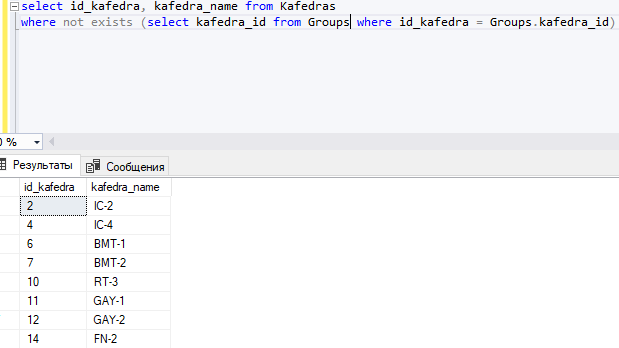 select id_kafedra, kafedra_name from Kafedras
where not exists (select kafedra_id from Groups where id_kafedra = Groups.kafedra_id)
0 %
Результаты Сообщения
id_kafedra kafedra_name
2 IC-2
4 IC-4
6 BMT-1
7 BMT-2
10 RT-3
11 GAY-1
12 GAY-2
14 FN-2